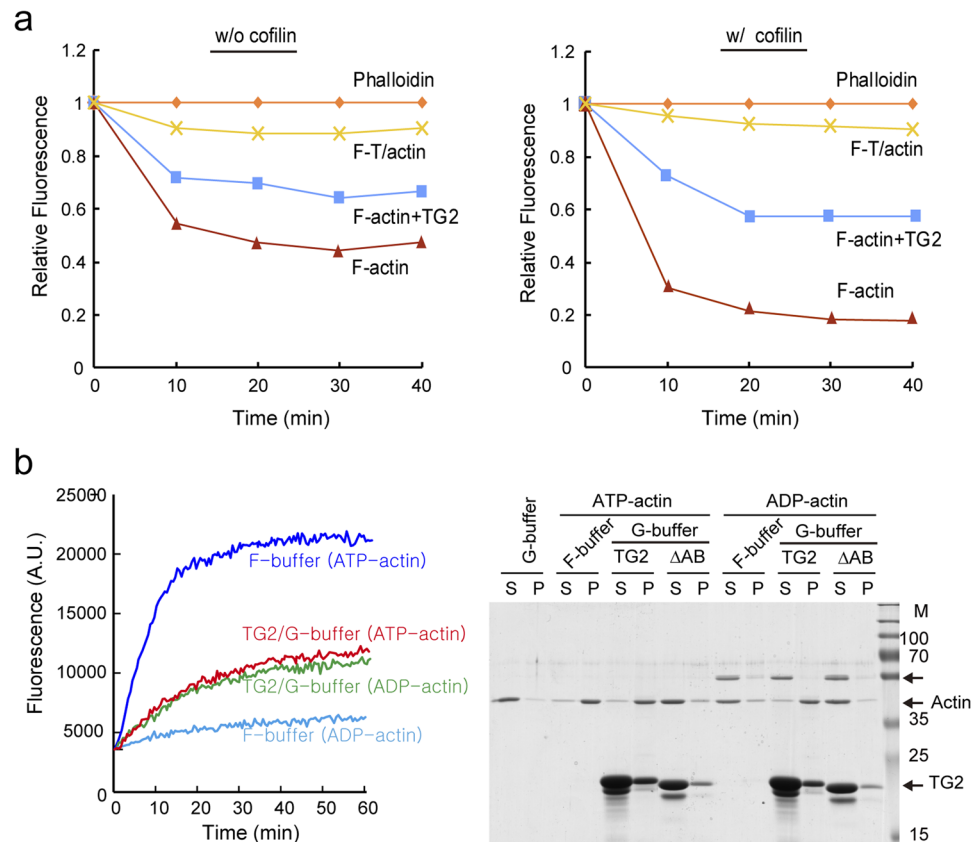 a
w/o cofilin
1.2
1
0.8
0.6
0.4
0.2
0
Relative Fluorescence
Phalloidin
F-T/actin
F-actin+TG2
F-actin
0 10 20 30 40
Time (min)
w/ cofilin
1.2
1
0.8
0.6
0.4
0.2
0
Relative Fluorescence
Phalloidin
F-T/actin
F-actin+TG2
F-actin
0 10 20 30 40
Time (min)
b
25000
20000
15000
10000
5000
0
Fluorescence (A.U.)
F-buffer (ATP-actin)
TG2/G-buffer (ATP-actin)
TG2/G-buffer (ADP-actin)
F-buffer (ADP-actin)
0 10 20 30 40 50 60
Time (min)
ATP-actin ADP-actin
G-buffer F-buffer G-buffer F-buffer G-buffer
TG2 ΔAB TG2 ΔAB
S P S P S P S P S P S P S P
M
100
70
Actin
35
25
TG2
15